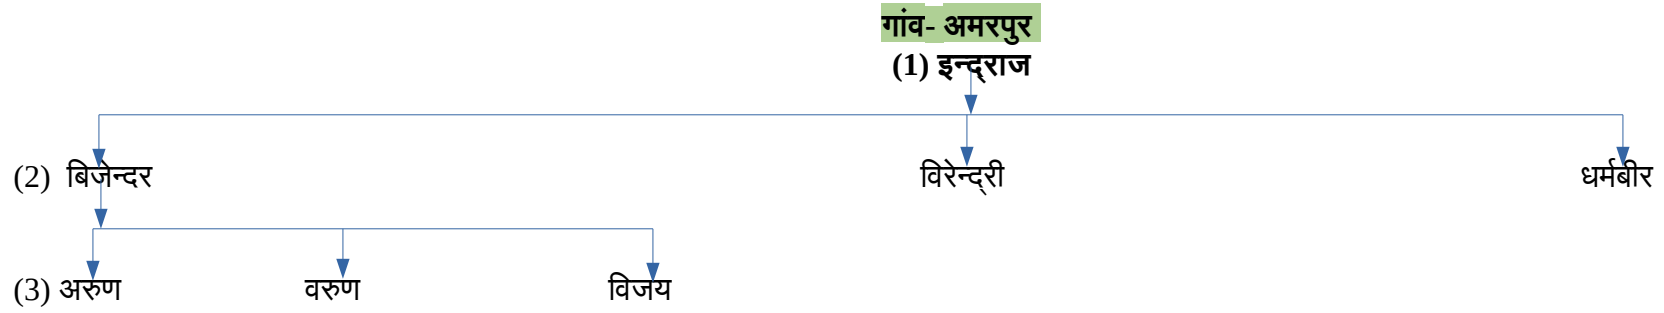 गांव- अमरपुर
(1) इन्द्राज
(2) बिजेन्दर विरेन्द्री धर्मबीर
(3) अरुण वरुण विजय